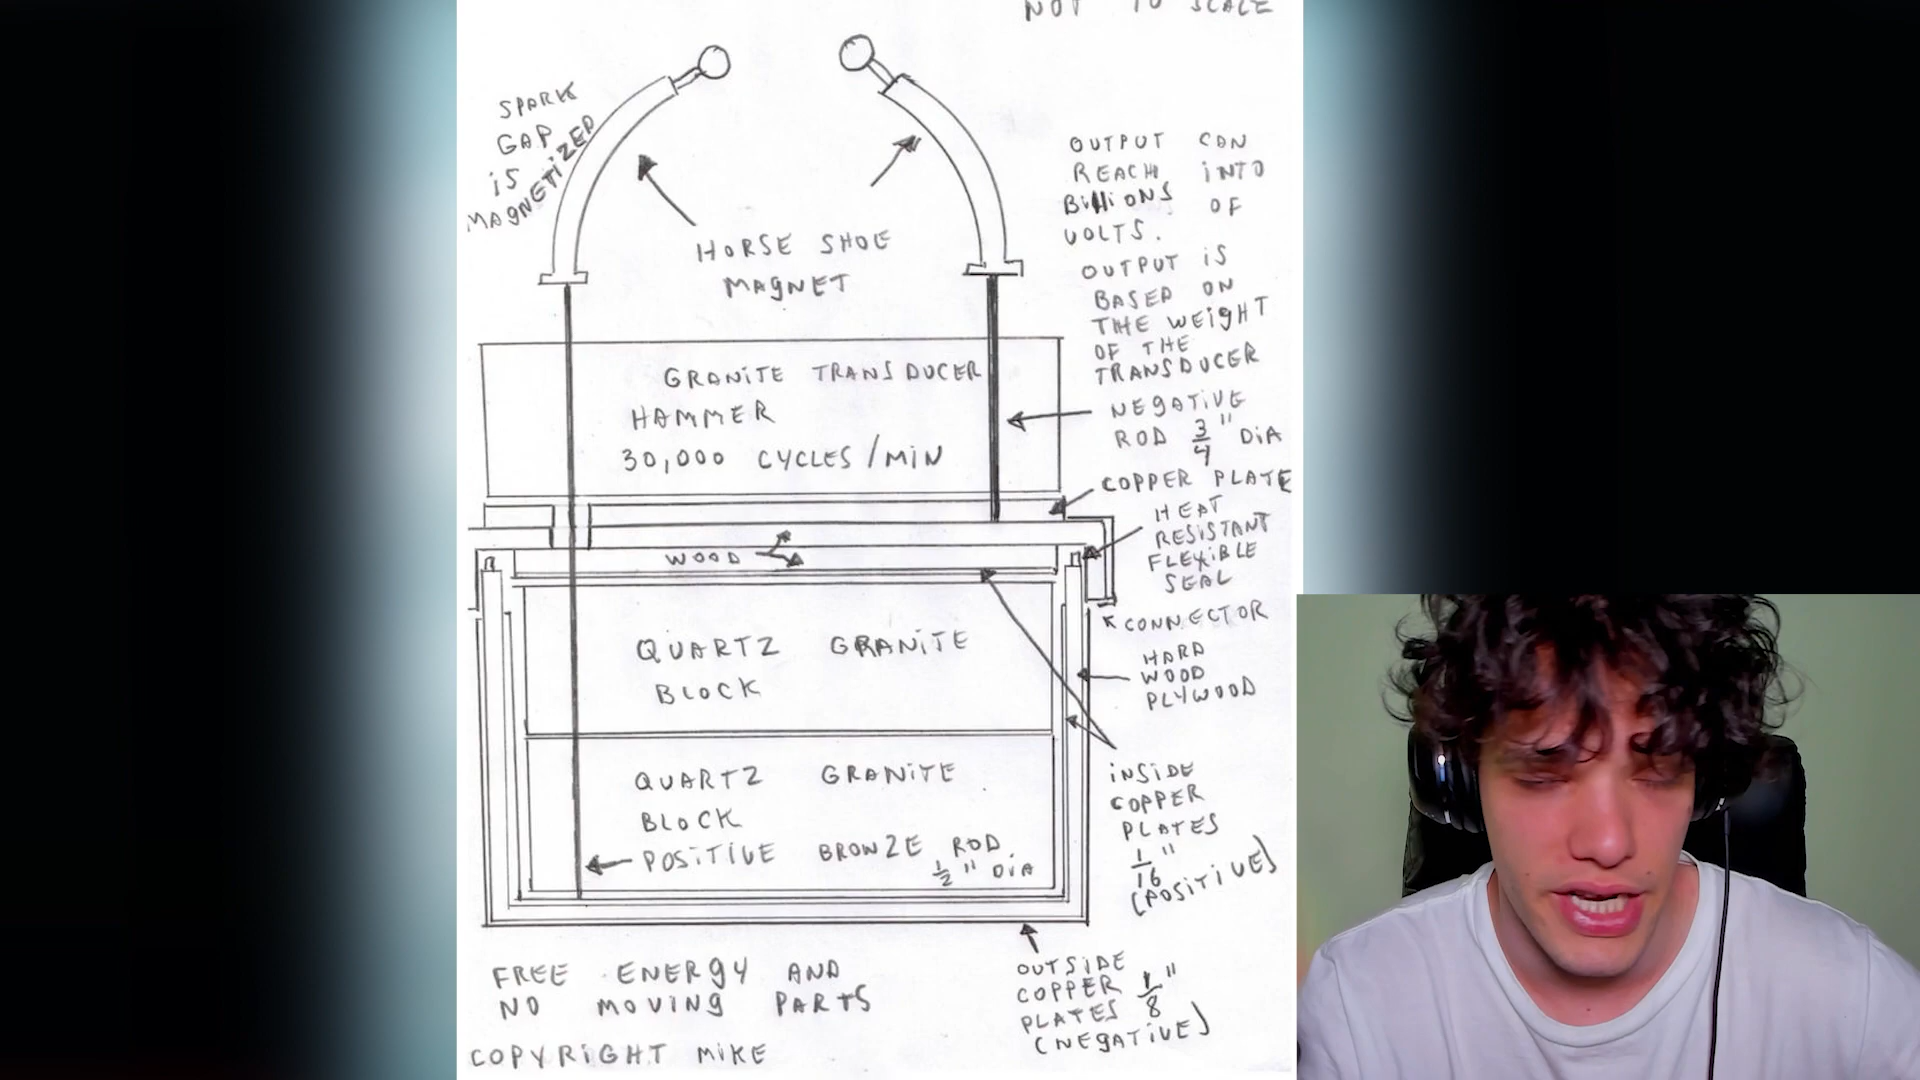 NOT TO SCALE
SPARK
GAP
iS
MAGNETIZED
HORSE SHOE
MAGNET
OUTPUT CAN
REACH INTO
BillIONS OF
VOLTS.
OUTPUT iS
BASED ON
THE WEIGHT
OF THE
TRANSDUCER
GRANITE TRANSDUCER
HAMMER
30,000 CYCLES/MIN
NEGATIVE
ROD 3/4" DIA
COPPER PLATE
HEAT
RESISTANT
FLEXIBLE
SEAL
WOOD
CONNECTOR
HARD
WOOD
PLYWOOD
QUARTZ GRANITE
BLOCK
QUARTZ GRANITE
BLOCK
POSITIVE BRONZE ROD
1/2" DIA
INSIDE
COPPER
PLATES
1/16"
(POSITIVE)
OUTSIDE
COPPER
PLATES 1/8"
(NEGATIVE)
FREE ENERGY AND
NO MOVING PARTS
COPYRIGHT MIKE